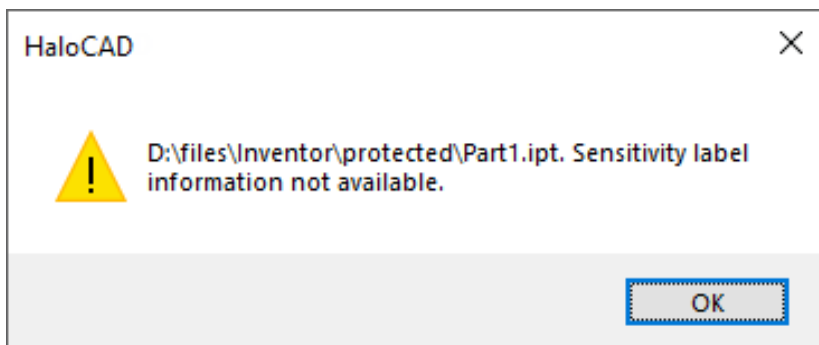 HaloCAD
D:\files\Inventor\protected\Part1.ipt. Sensitivity label
information not available.
OK